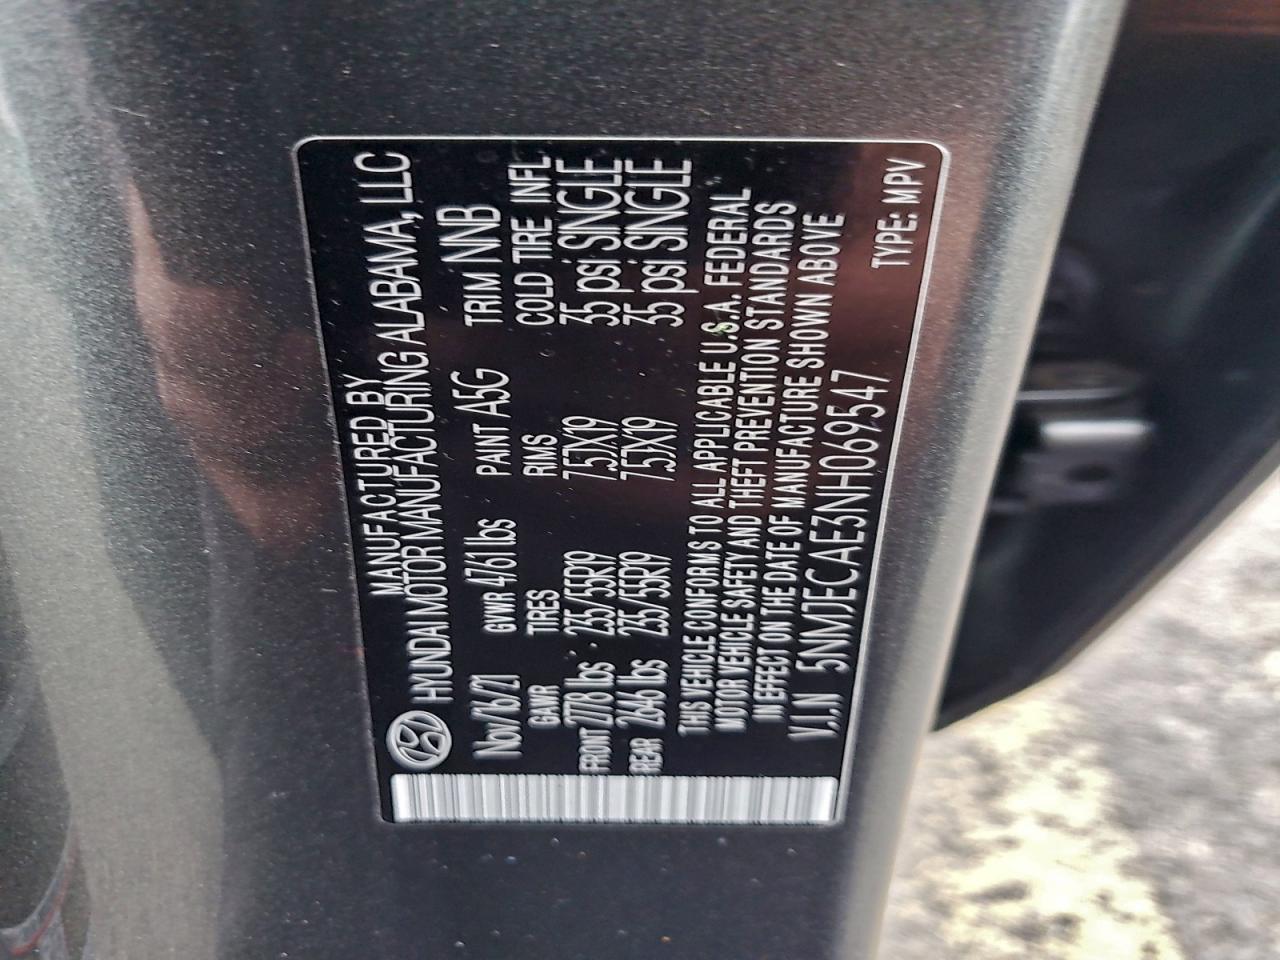 MANUFACTURED BY
HYUNDAI MOTOR MANUFACTURING ALABAMA, LLC
Nov/16/21 GVWR 4761 lbs PAINT A5G TRIM NNB
GAWR TIRES RIMS COLD TIRE INFL
FRONT 2778 lbs 235/55R19 7.5JX19 35 psi SINGLE
REAR 2646 lbs 235/55R19 7.5JX19 35 psi SINGLE
THIS VEHICLE CONFORMS TO ALL APPLICABLE U.S.A. FEDERAL
MOTOR VEHICLE SAFETY AND THEFT PREVENTION STANDARDS
IN EFFECT ON THE DATE OF MANUFACTURE SHOWN ABOVE
V.I.N 5NMJECAE3NH069547
TYPE: MPV